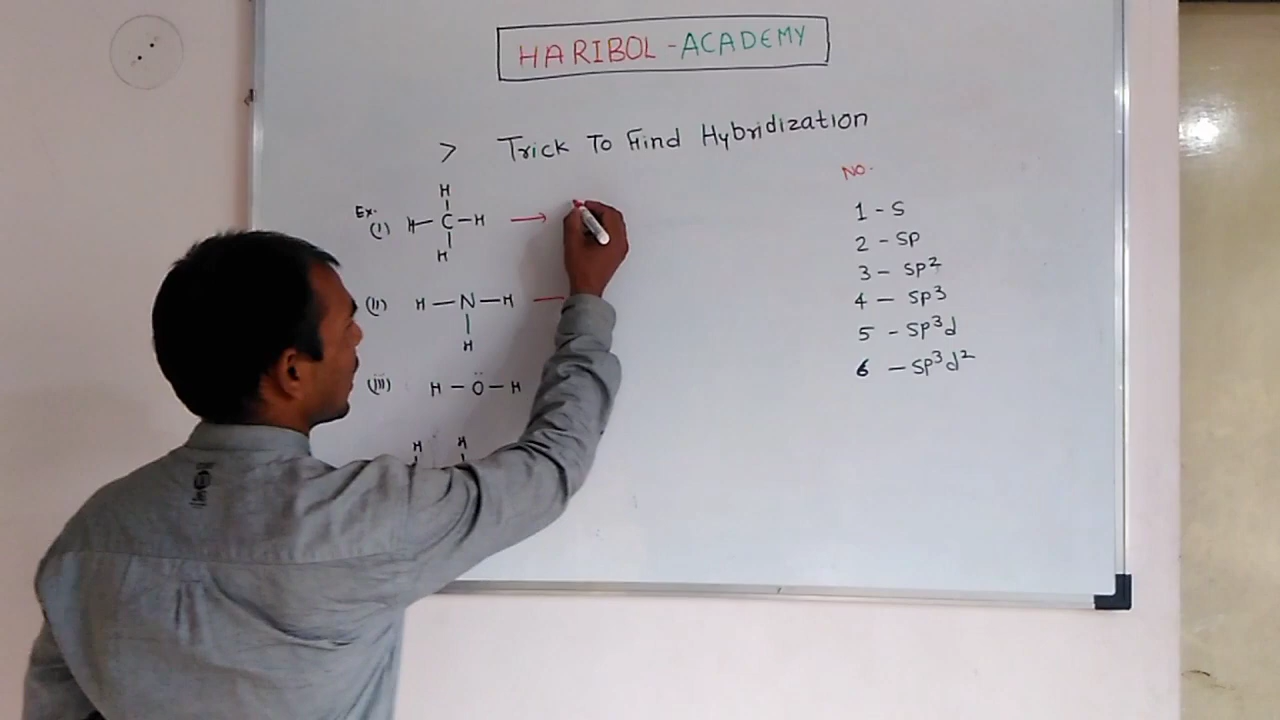 HARIBOL - ACADEMY
> Trick To Find Hybridization
No.
Ex.
H
(i) H—C—H →
H
(ii) H—N—H —
H
(iii) H—Ö—H
H H
1 - S
2 - SP
3 - SP²
4 - SP³
5 - SP³d
6 - SP³d²